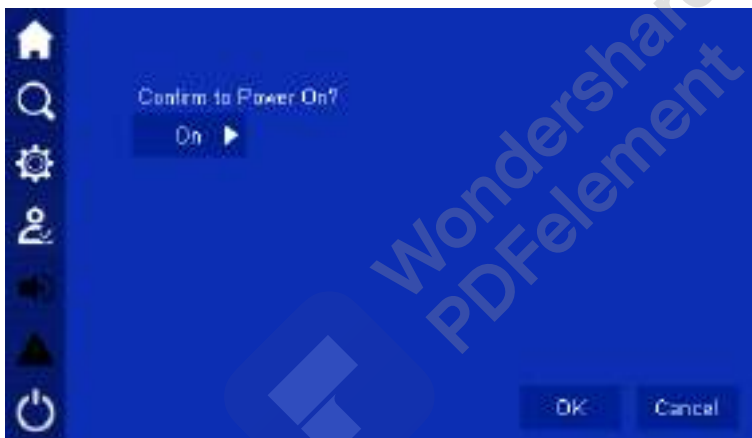 Confirm to Power On?
On
OK
Cancel
Wondershare
PDFelement